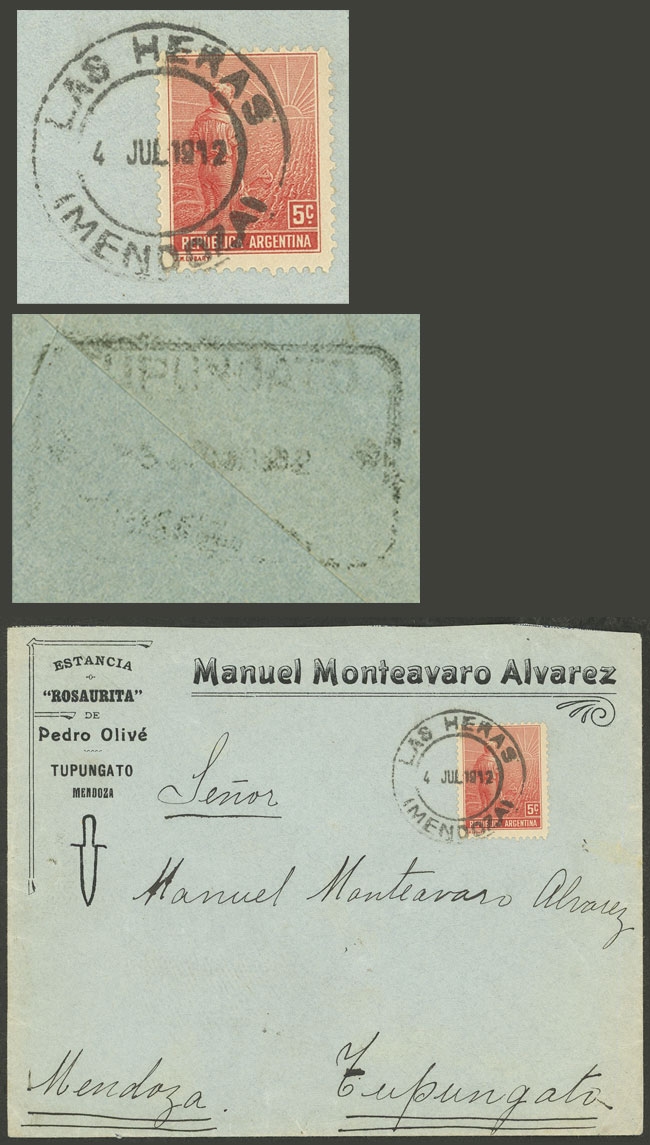 LAS HERAS
4 JUL 1912
(MENDOZA)
5c
REPUBLICA ARGENTINA
TUPUNGATO
ESTANCIA
"ROSAURITA"
DE
Pedro Olivé
TUPUNGATO
MENDOZA
Manuel Monteavaro Alvarez
LAS HERAS
4 JUL 1912
(MENDOZA)
5c
REPUBLICA ARGENTINA
Señor
Manuel Monteavaro Alvarez
Mendoza.
Tupungato